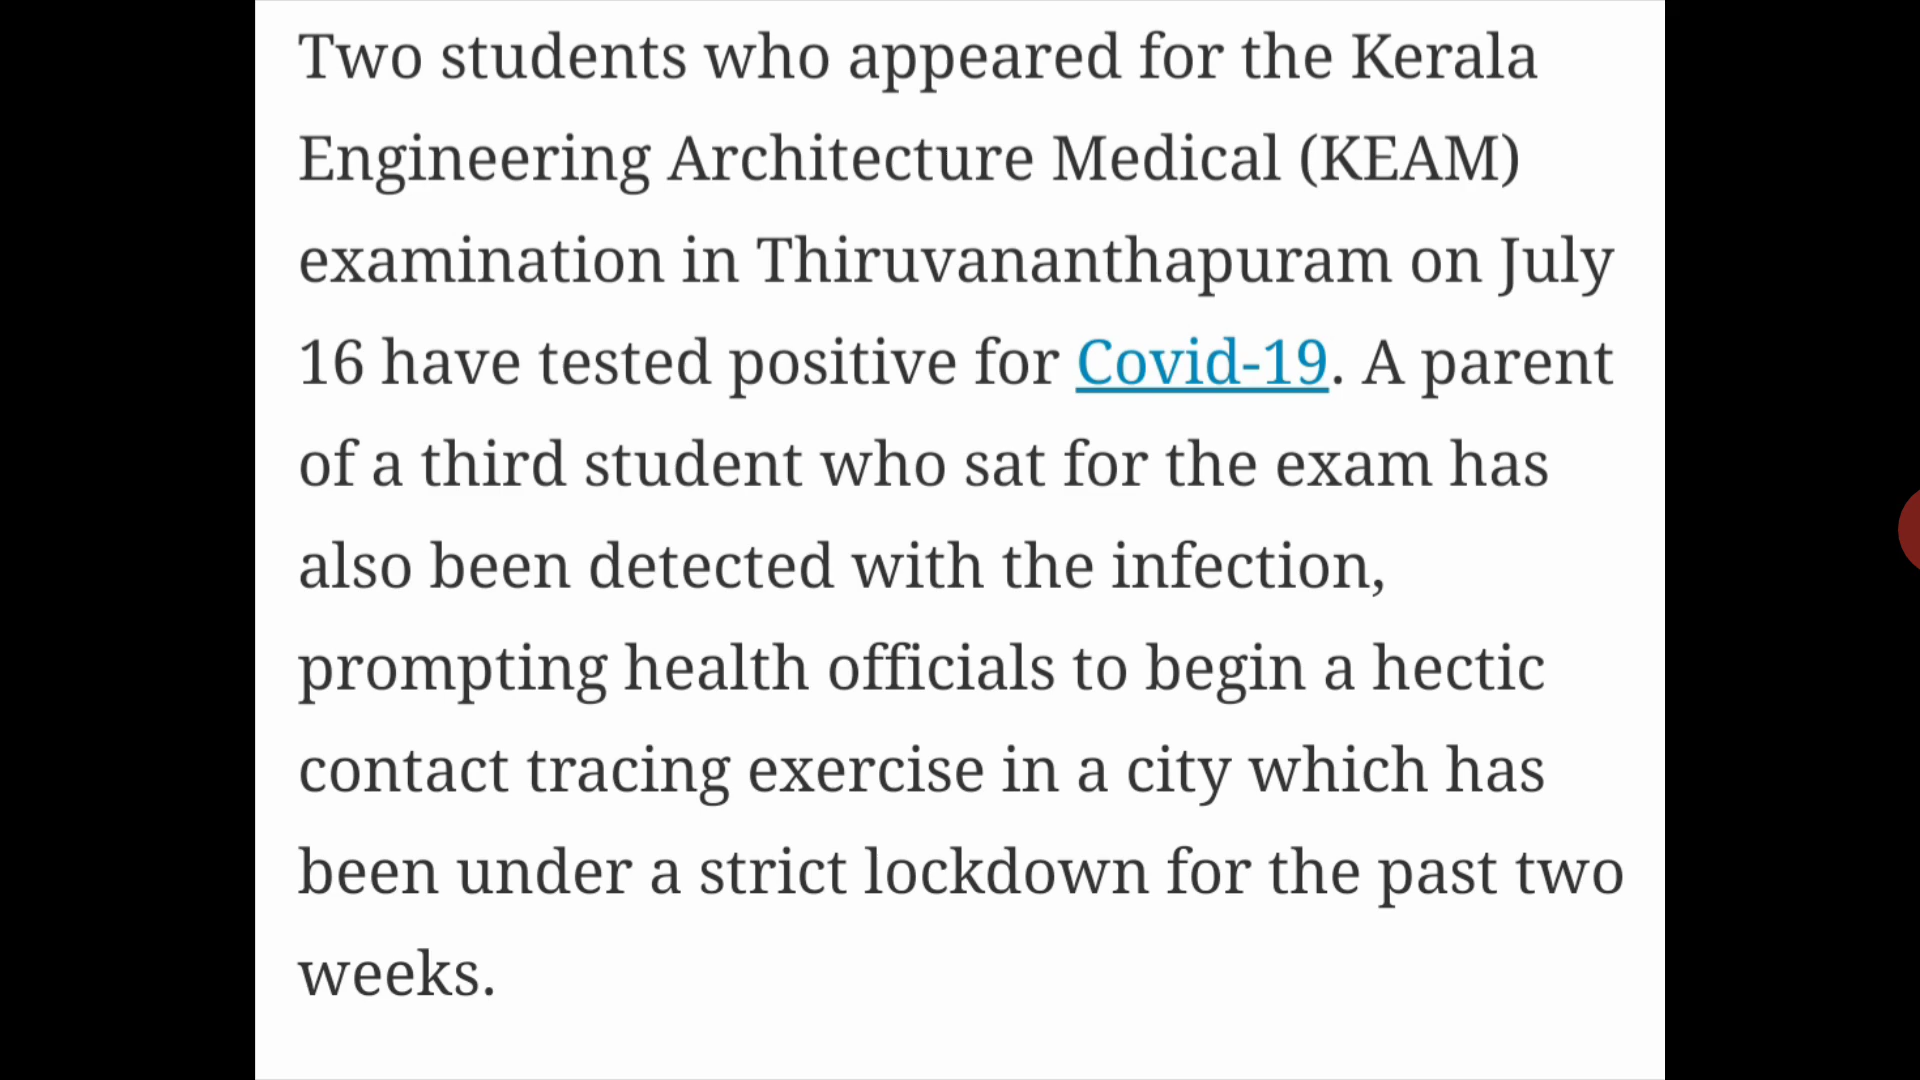 Two students who appeared for the Kerala
Engineering Architecture Medical (KEAM)
examination in Thiruvananthapuram on July
16 have tested positive for Covid-19. A parent
of a third student who sat for the exam has
also been detected with the infection,
prompting health officials to begin a hectic
contact tracing exercise in a city which has
been under a strict lockdown for the past two
weeks.